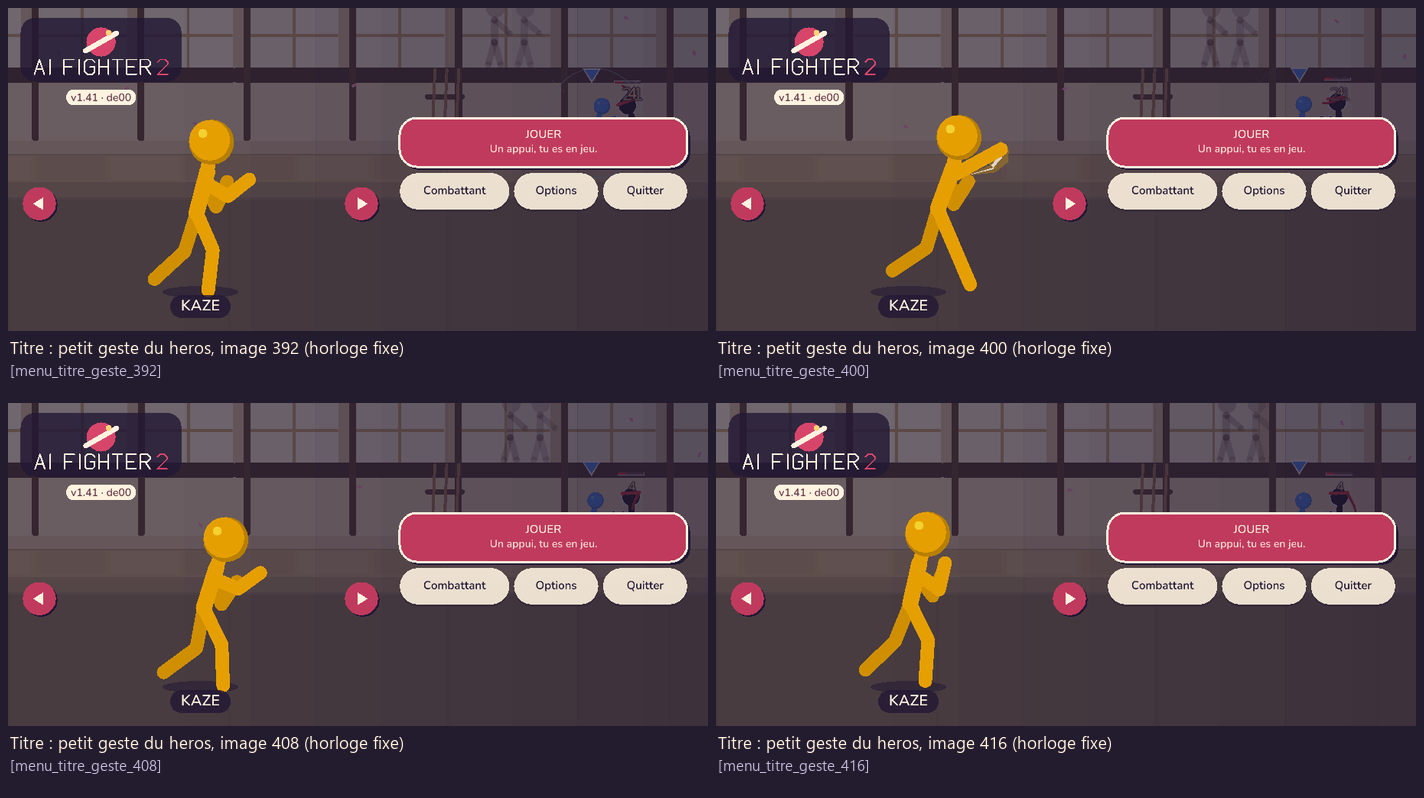 AI FIGHTER 2
v1.41 · de00
241
JOUER
Un appui, tu es en jeu.
Combattant
Options
Quitter
KAZE
Titre : petit geste du heros, image 392 (horloge fixe)
[menu_titre_geste_392]
AI FIGHTER 2
v1.41 · de00
JOUER
Un appui, tu es en jeu.
Combattant
Options
Quitter
KAZE
Titre : petit geste du heros, image 400 (horloge fixe)
[menu_titre_geste_400]
AI FIGHTER 2
v1.41 · de00
JOUER
Un appui, tu es en jeu.
Combattant
Options
Quitter
KAZE
Titre : petit geste du heros, image 408 (horloge fixe)
[menu_titre_geste_408]
AI FIGHTER 2
v1.41 · de00
JOUER
Un appui, tu es en jeu.
Combattant
Options
Quitter
KAZE
Titre : petit geste du heros, image 416 (horloge fixe)
[menu_titre_geste_416]